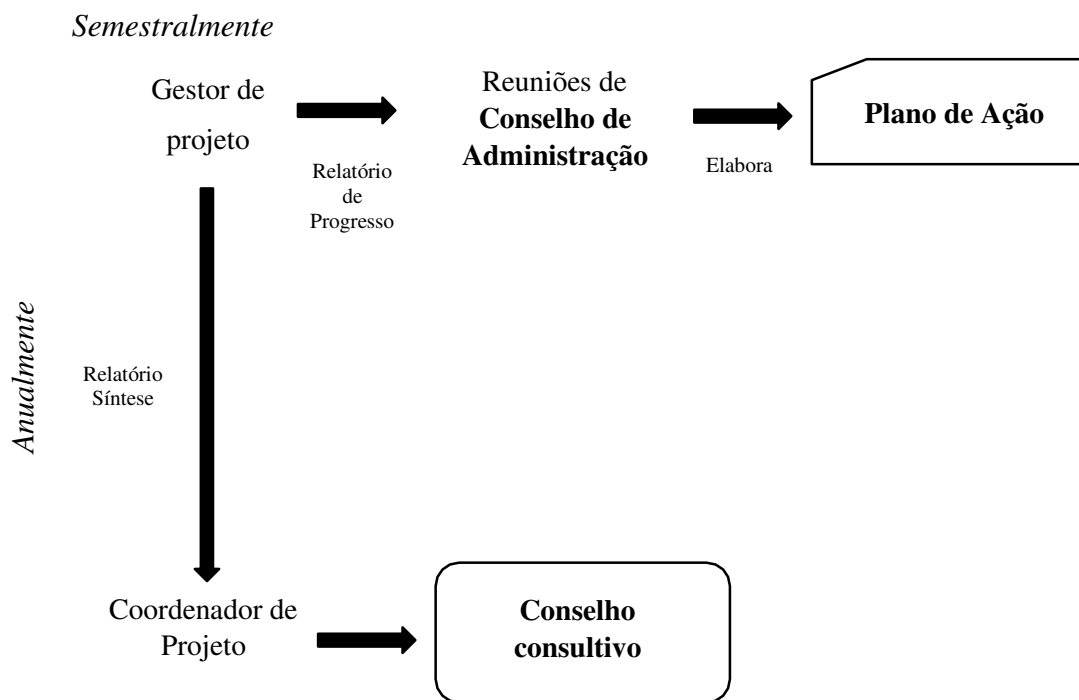 Semestralmente
Gestor de
projeto
Relatório
de
Progresso
Reuniões de
Conselho de
Administração
Elabora
Plano de Ação
Anualmente
Relatório
Síntese
Coordenador de
Projeto
Conselho
consultivo